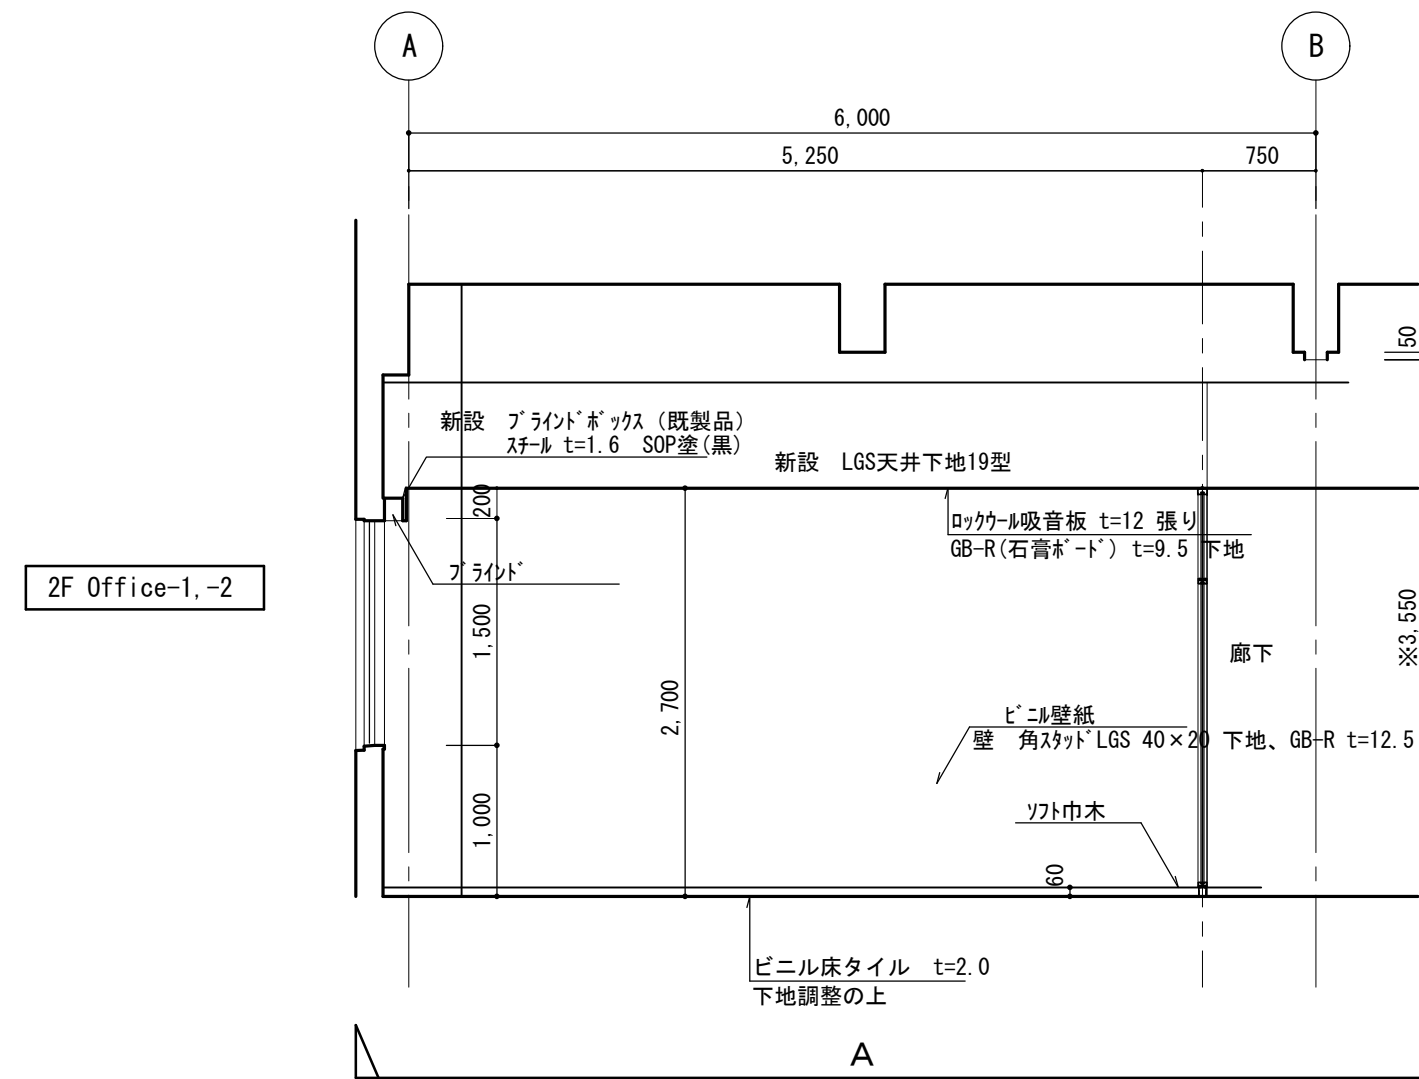 A
B
6,000
5,250
750
50
新設　ブラインドボックス（既製品）
スチール t=1.6　SOP塗(黒)
新設　LGS天井下地19型
200
ロックウール吸音板 t=12 張り
GB-R(石膏ボード) t=9.5 下地
ブラインド
2F Office-1,-2
1,500
※3,550
廊下
2,700
ビニル壁紙
壁　角スタッドLGS 40×20 下地、GB-R t=12.5
1,000
ソフト巾木
60
ビニル床タイル　t=2.0
下地調整の上
A